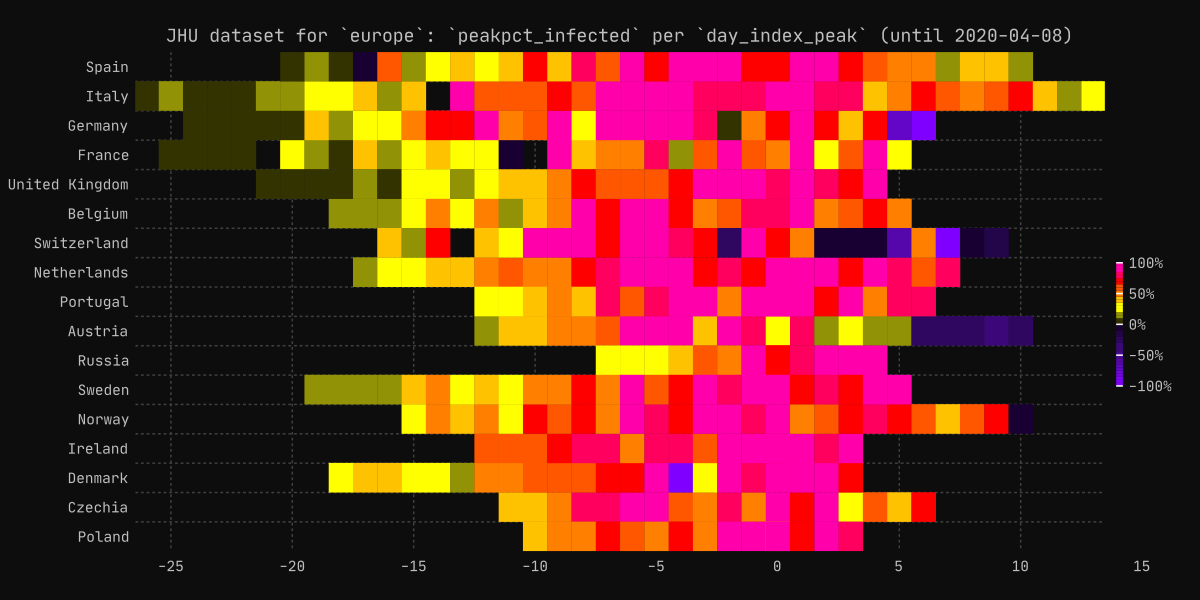 JHU dataset for `europe`: `peakpct_infected` per `day_index_peak` (until 2020-04-08)
Spain
Italy
Germany
France
United Kingdom
Belgium
Switzerland
Netherlands
Portugal
Austria
Russia
Sweden
Norway
Ireland
Denmark
Czechia
Poland
100%
50%
0%
-50%
-100%
-25 -20 -15 -10 -5 0 5 10 15